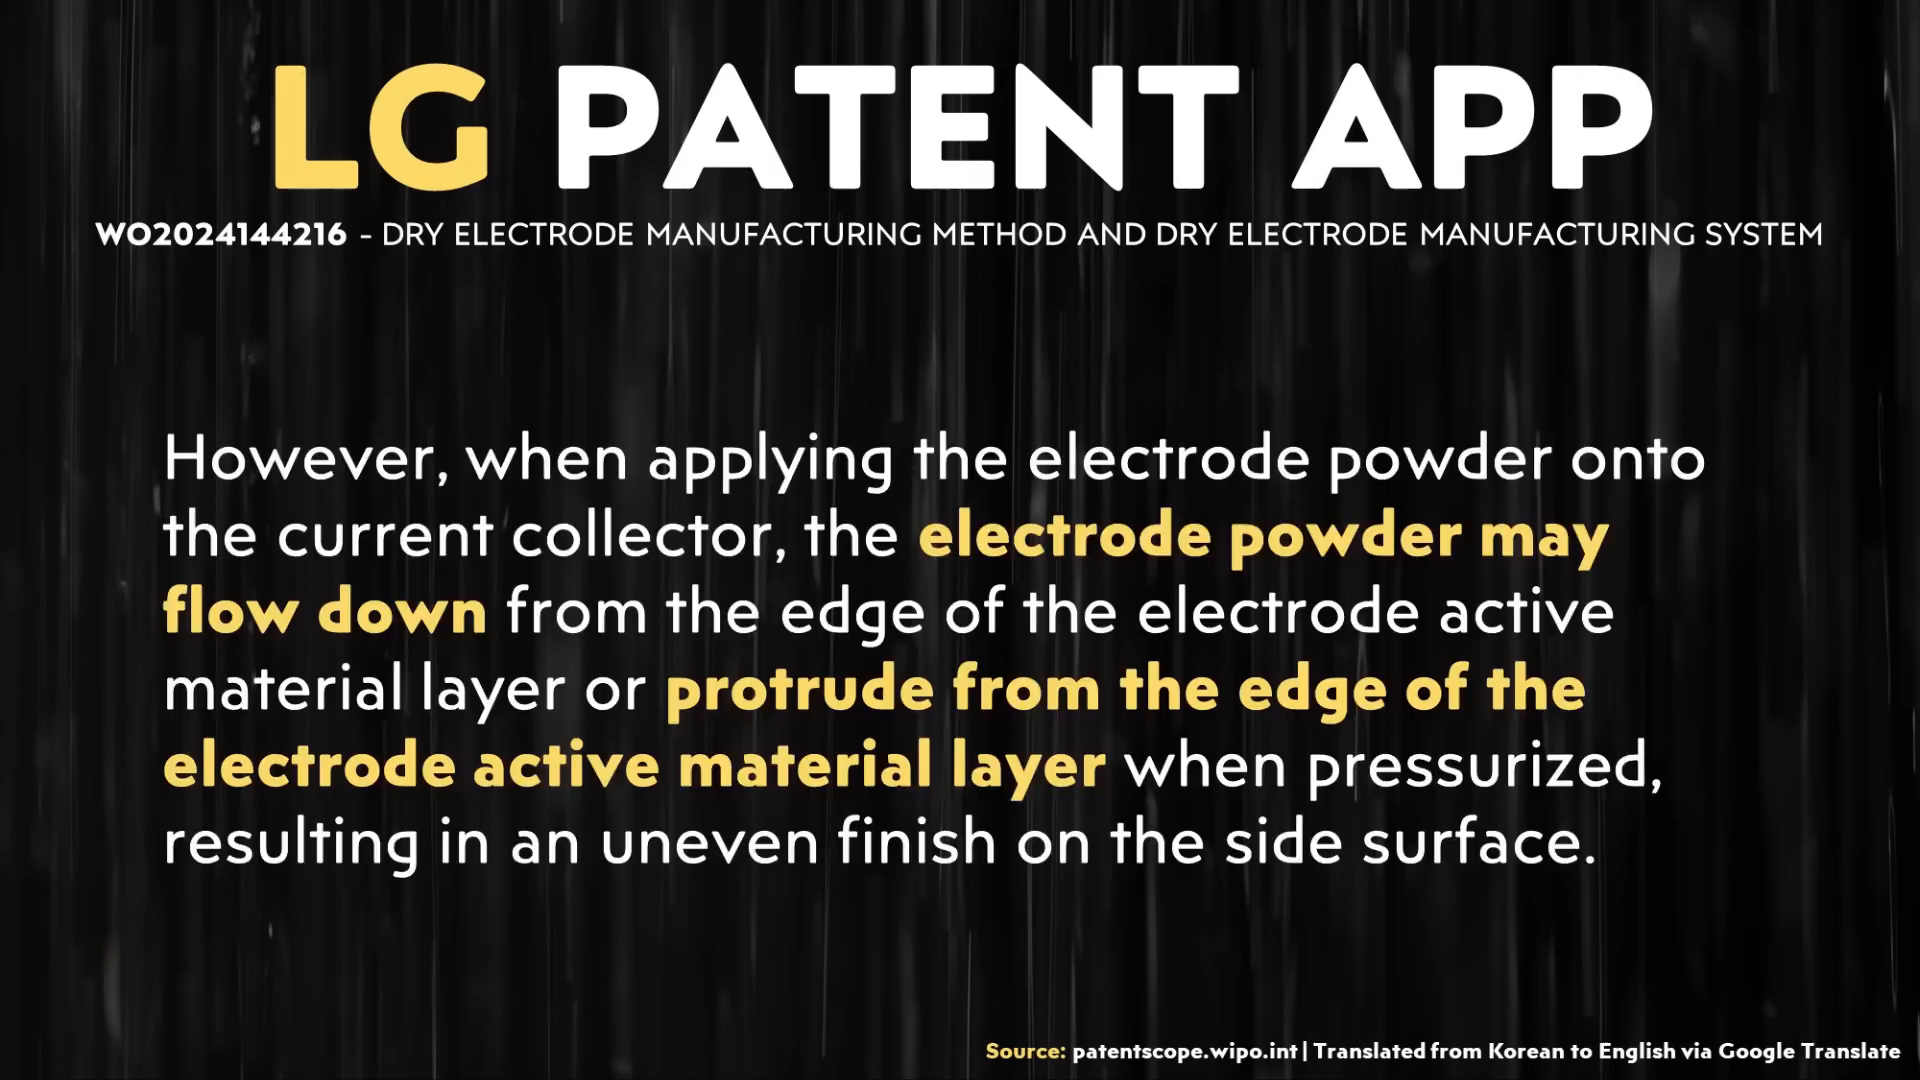 LG PATENT APP
WO2024144216 - DRY ELECTRODE MANUFACTURING METHOD AND DRY ELECTRODE MANUFACTURING SYSTEM
However, when applying the electrode powder onto
the current collector, the electrode powder may
flow down from the edge of the electrode active
material layer or protrude from the edge of the
electrode active material layer when pressurized,
resulting in an uneven finish on the side surface.
Source: patentscope.wipo.int | Translated from Korean to English via Google Translate